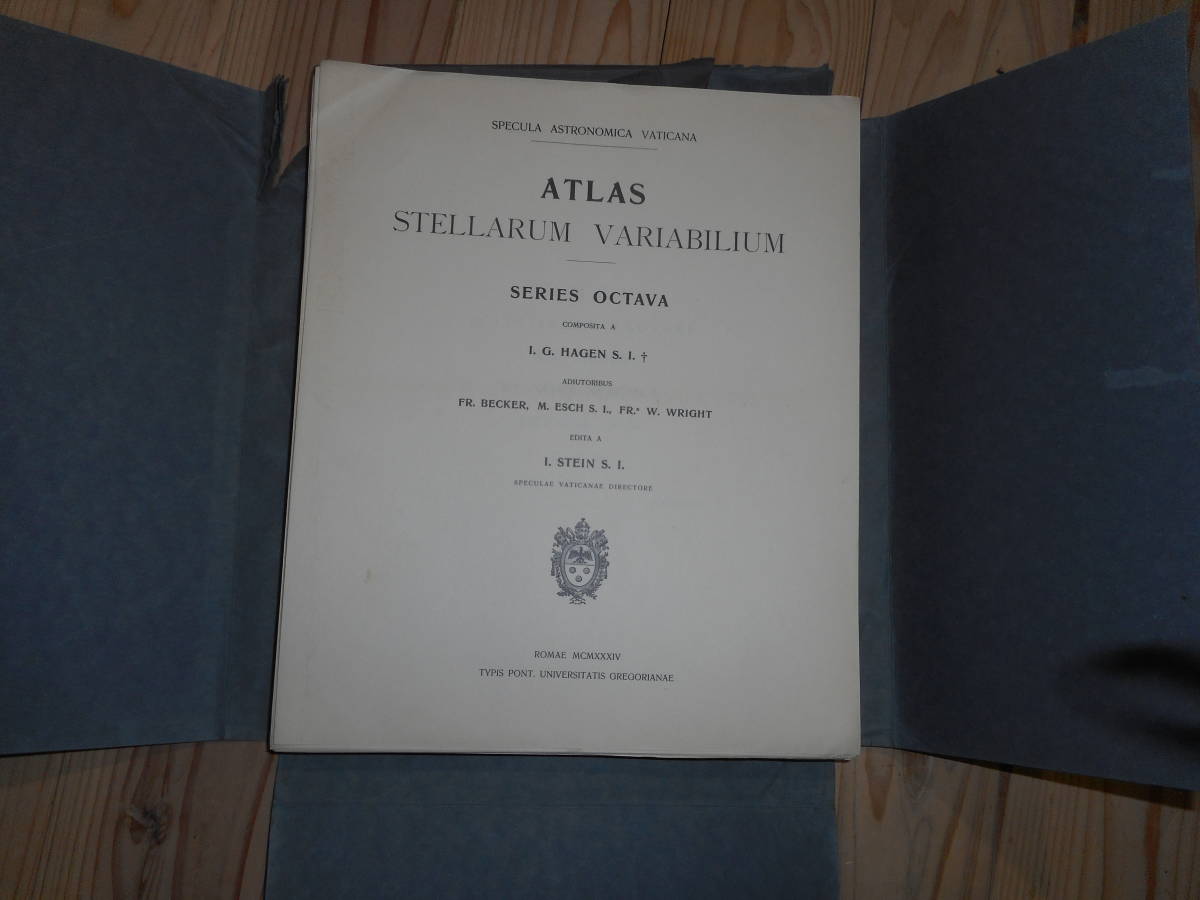 SPECULA ASTRONOMICA VATICANA
ATLAS
STELLARUM VARIABILIUM
SERIES OCTAVA
COMPOSITA A
I. G. HAGEN S. I. †
ADIUTORIBUS
FR. BECKER, M. ESCH S. I., FR.ª W. WRIGHT
EDITA A
I. STEIN S. I.
SPECULAE VATICANAE DIRECTORE
ROMAE MCMXXXIV
TYPIS PONT. UNIVERSITATIS GREGORIANAE